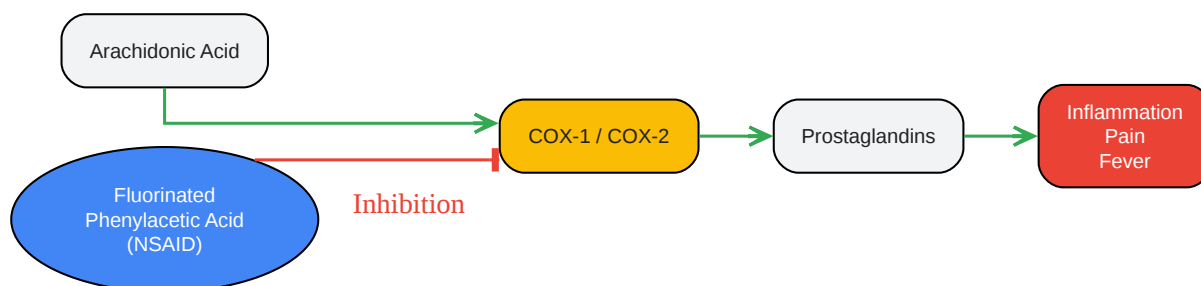 Arachidonic Acid
COX-1 / COX-2
Prostaglandins
Inflammation
Pain
Fever
Fluorinated
Phenylacetic Acid
(NSAID)
Inhibition